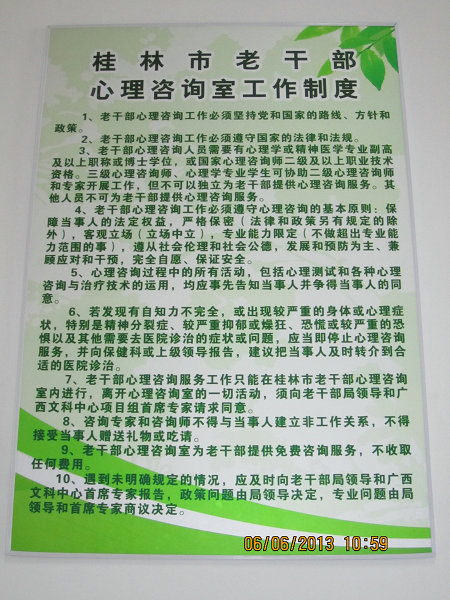 桂林市老干部
心理咨询室工作制度
1、老干部心理咨询工作必须坚持党和国家的路线、方针和
政策。
2、老干部心理咨询工作必须遵守国家的法律和法规。
3、老干部心理咨询人员需要有心理学或精神医学专业副高
及以上职称或博士学位，或国家心理咨询师二级及以上职业技术
资格。三级心理咨询师、心理学专业学生可协助二级心理咨询师
和专家开展工作，但不可以独立为老干部提供心理咨询服务。其
他人员不可为老干部提供心理咨询服务。
4、老干部心理咨询工作必须遵守心理咨询的基本原则：保
障当事人的法定权益，严格保密（法律和政策另有规定的除
外），客观立场（立场中立），专业能力限定（不做超出专业能
力范围的事），遵从社会伦理和社会公德，发展和预防为主、兼
顾应对和干预，完全自愿、保证安全。
5、心理咨询过程中的所有活动，包括心理测试和各种心理
咨询与治疗技术的运用，均应事先告知当事人并争得当事人的同
意。
6、若发现有自知力不完全，或出现较严重的身体或心理症
状，特别是精神分裂症、较严重抑郁或燥狂、恐慌或较严重的恐
惧以及其他需要去医院诊治的症状或问题，应当即停止心理咨询
服务，并向保健科或上级领导报告，建议把当事人及时转介到合
适的医院诊治。
7、老干部心理咨询服务工作只能在桂林市老干部心理咨询
室内进行，离开心理咨询室的一切活动，须向老干部局领导和广
西文科中心项目组首席专家请求同意。
8、咨询专家和咨询师不得与当事人建立非工作关系，不得
接受当事人赠送礼物或吃请。
9、老干部心理咨询室为老干部提供免费咨询服务，不收取
任何费用。
10、遇到未明确规定的情况，应及时向老干部局领导和广西
文科中心首席专家报告，政策问题由局领导决定，专业问题由局
领导和首席专家商议决定。
06/06/2013 10:59